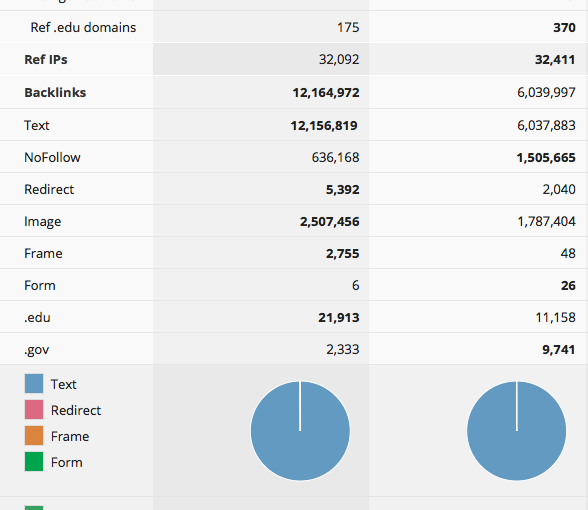 Ref .edu domains 175 370
Ref IPs 32,092 32,411
Backlinks 12,164,972 6,039,997
Text 12,156,819 6,037,883
NoFollow 636,168 1,505,665
Redirect 5,392 2,040
Image 2,507,456 1,787,404
Frame 2,755 48
Form 6 26
.edu 21,913 11,158
.gov 2,333 9,741
Text
Redirect
Frame
Form